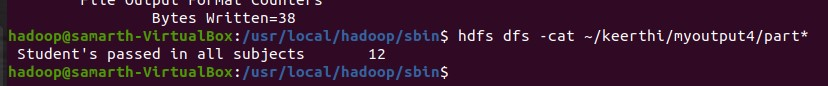 File Output Format Counters
Bytes Written=38
hadoop@samarth-VirtualBox:/usr/local/hadoop/sbin$ hdfs dfs -cat ~/keerthi/myoutput4/part*
Student's passed in all subjects 12
hadoop@samarth-VirtualBox:/usr/local/hadoop/sbin$